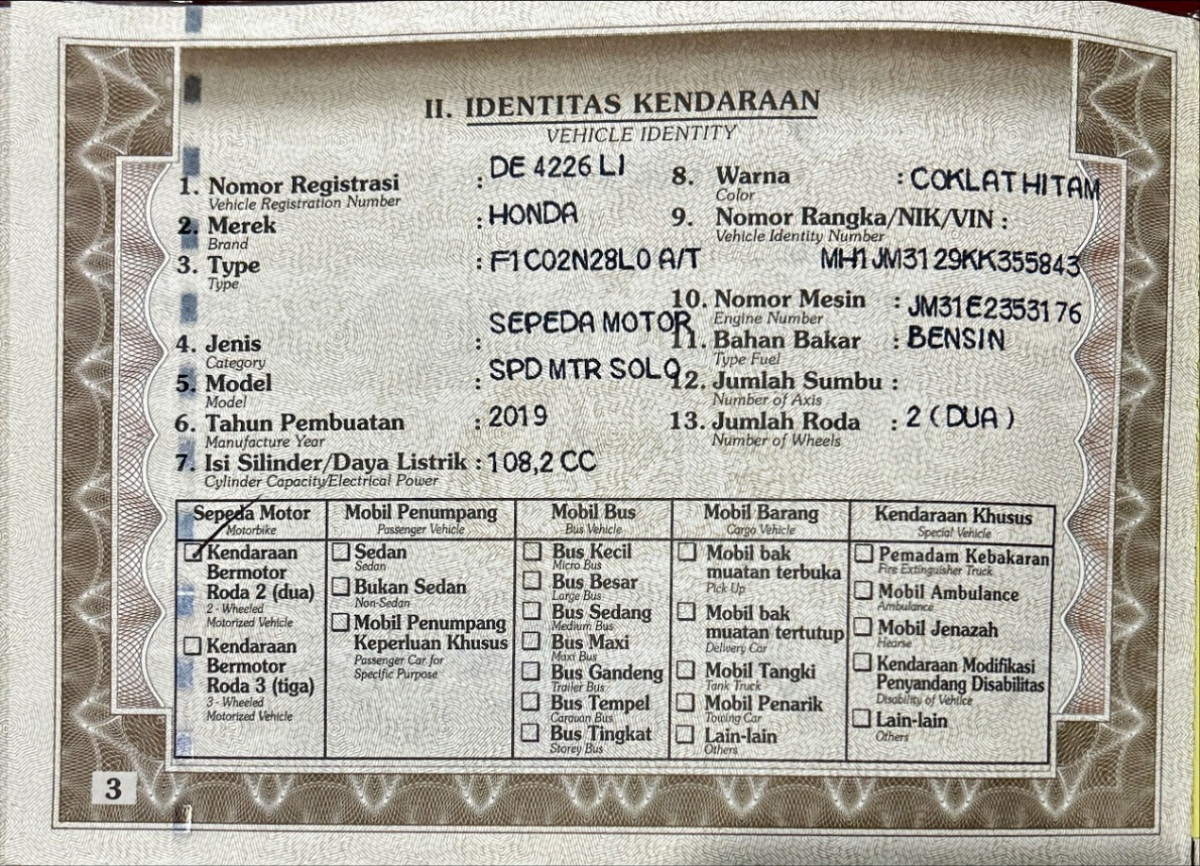 II. IDENTITAS KENDARAAN
VEHICLE IDENTITY
1. Nomor Registrasi : DE 4226 LI
Vehicle Registration Number
2. Merek : HONDA
Brand
3. Type : F1C02N28L0 A/T
Type
4. Jenis : SEPEDA MOTOR
Category
5. Model : SPD MTR SOLO
Model
6. Tahun Pembuatan : 2019
Manufacture Year
7. Isi Silinder/Daya Listrik : 108,2 CC
Cylinder Capacity/Electrical Power
8. Warna : COKLAT HITAM
Color
9. Nomor Rangka/NIK/VIN :
Vehicle Identity Number
MH1JM3129KK355843
10. Nomor Mesin : JM31E2353176
Engine Number
11. Bahan Bakar : BENSIN
Type Fuel
12. Jumlah Sumbu :
Number of Axis
13. Jumlah Roda : 2 ( DUA )
Number of Wheels
Sepeda Motor
Motorbike
Kendaraan
Bermotor
Roda 2 (dua)
2 - Wheeled
Motorized Vehicle
Kendaraan
Bermotor
Roda 3 (tiga)
3 - Wheeled
Motorized Vehicle
Mobil Penumpang
Passenger Vehicle
Sedan
Sedan
Bukan Sedan
Non-Sedan
Mobil Penumpang
Keperluan Khusus
Passenger Car for
Specific Purpose
Mobil Bus
Bus Vehicle
Bus Kecil
Micro Bus
Bus Besar
Large Bus
Bus Sedang
Medium Bus
Bus Maxi
Maxi Bus
Bus Gandeng
Trailer Bus
Bus Tempel
Caravan Bus
Bus Tingkat
Storey Bus
Mobil Barang
Cargo Vehicle
Mobil bak
muatan terbuka
Pick Up
Mobil bak
muatan tertutup
Delivery Car
Mobil Tangki
Tank Truck
Mobil Penarik
Towing Car
Lain-lain
Others
Kendaraan Khusus
Special Vehicle
Pemadam Kebakaran
Fire Extinguisher Truck
Mobil Ambulance
Ambulance
Mobil Jenazah
Hearse
Kendaraan Modifikasi
Penyandang Disabilitas
Disability of Vehilce
Lain-lain
Others
3